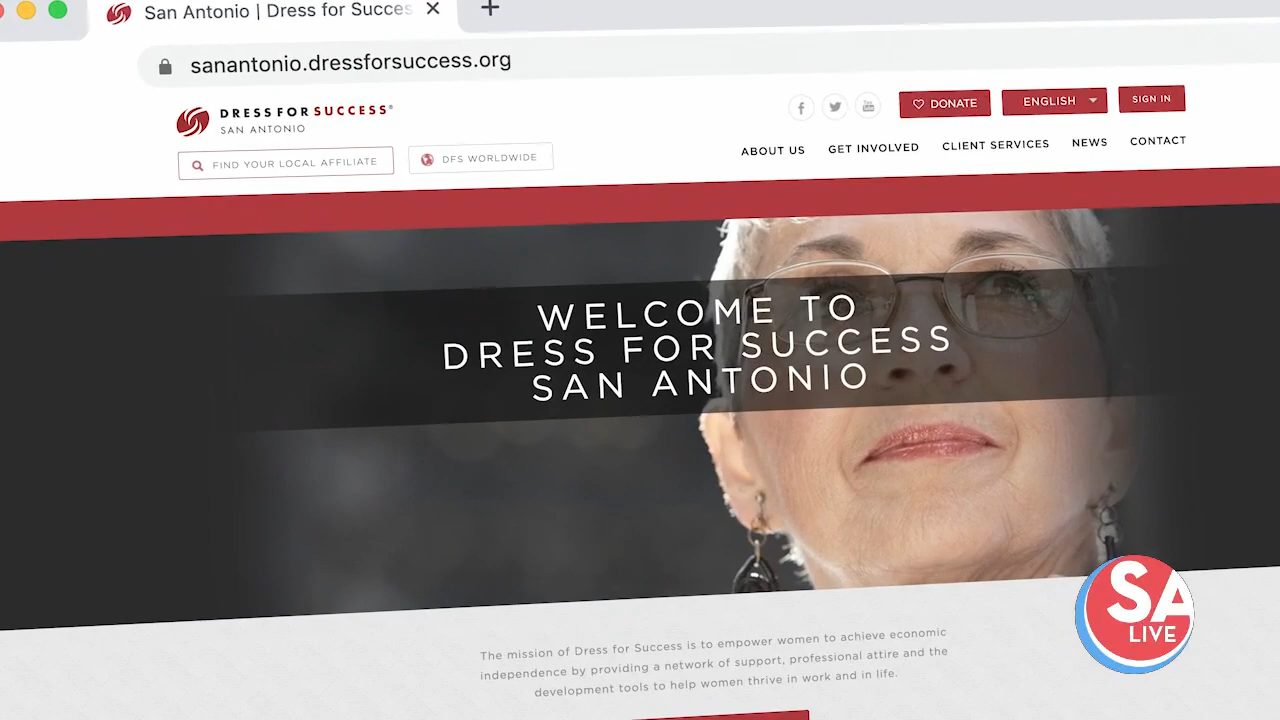 San Antonio | Dress for Succes
sanantonio.dressforsuccess.org
DRESS FOR SUCCESS®
SAN ANTONIO
FIND YOUR LOCAL AFFILIATE
DFS WORLDWIDE
You Tube
DONATE
ENGLISH
SIGN IN
ABOUT US
GET INVOLVED
CLIENT SERVICES
NEWS
CONTACT
WELCOME TO
DRESS FOR SUCCESS
SAN ANTONIO
The mission of Dress for Success is to empower women to achieve economic
independence by providing a network of support, professional attire and the
development tools to help women thrive in work and in life.
SA
LIVE